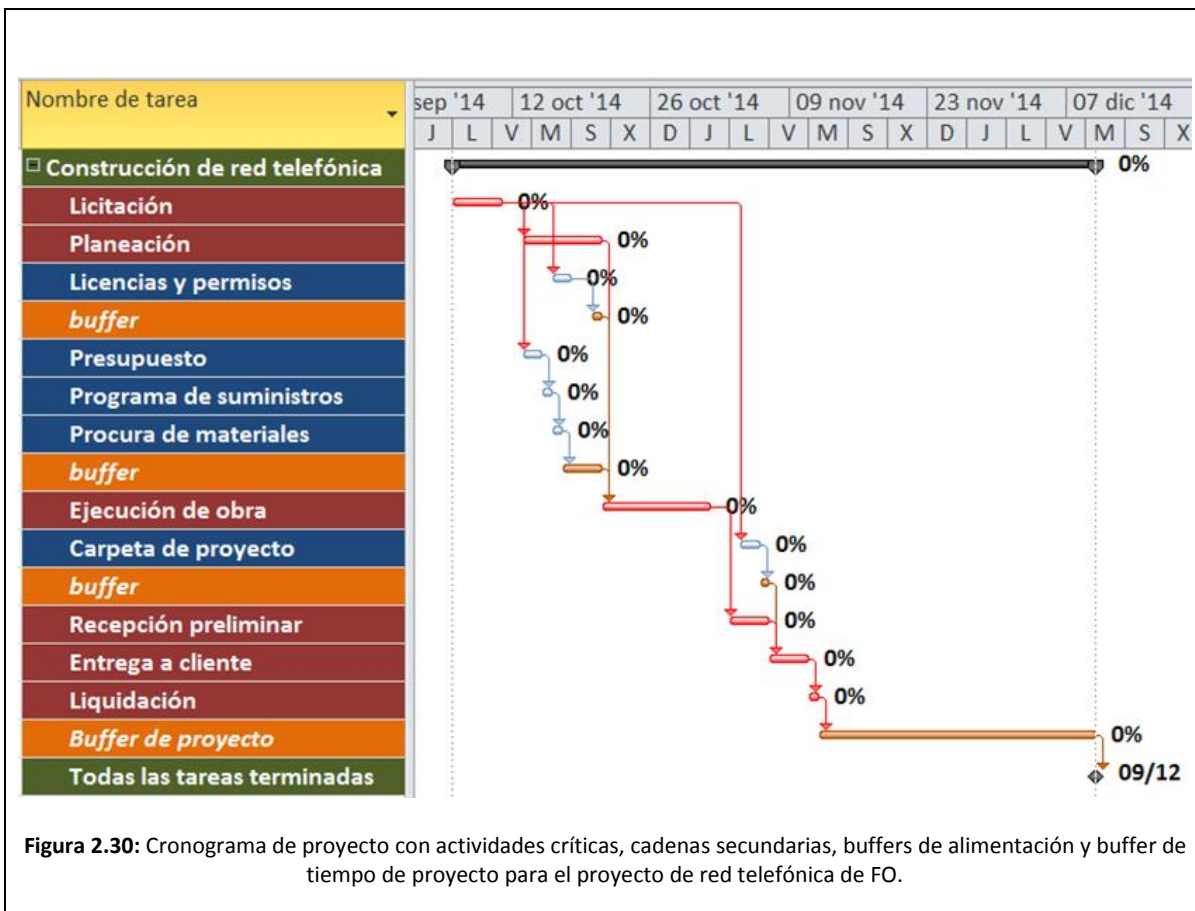 Nombre de tarea
sep '14 12 oct '14 26 oct '14 09 nov '14 23 nov '14 07 dic '14
J L V M S X D J L V M S X D J L V M S X
Construcción de red telefónica 0%
Licitación 0%
Planeación 0%
Licencias y permisos 0%
buffer 0%
Presupuesto 0%
Programa de suministros 0%
Procura de materiales 0%
buffer 0%
Ejecución de obra 0%
Carpeta de proyecto 0%
buffer 0%
Recepción preliminar 0%
Entrega a cliente 0%
Liquidación 0%
Buffer de proyecto 0%
Todas las tareas terminadas 09/12
Figura 2.30: Cronograma de proyecto con actividades críticas, cadenas secundarias, buffers de alimentación y buffer de
tiempo de proyecto para el proyecto de red telefónica de FO.